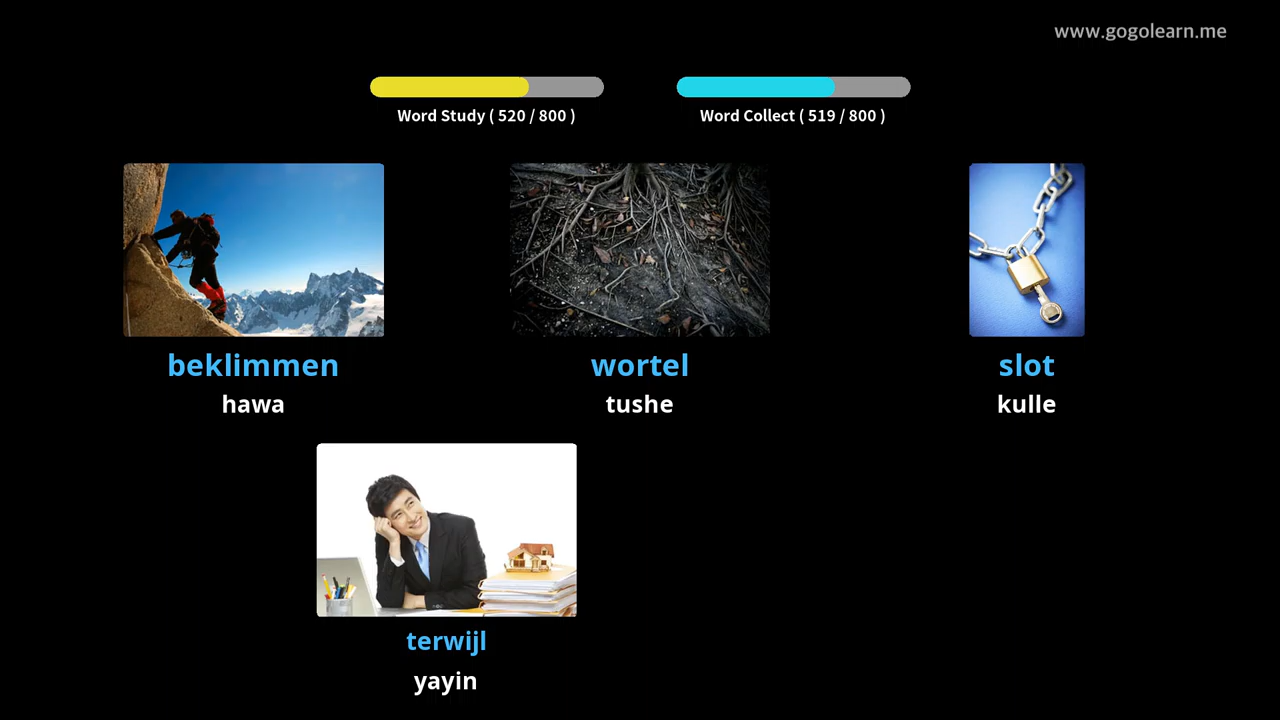 www.gogolearn.me
Word Study ( 520 / 800 )
Word Collect ( 519 / 800 )
beklimmen
wortel
slot
hawa
tushe
kulle
terwijl
yayin